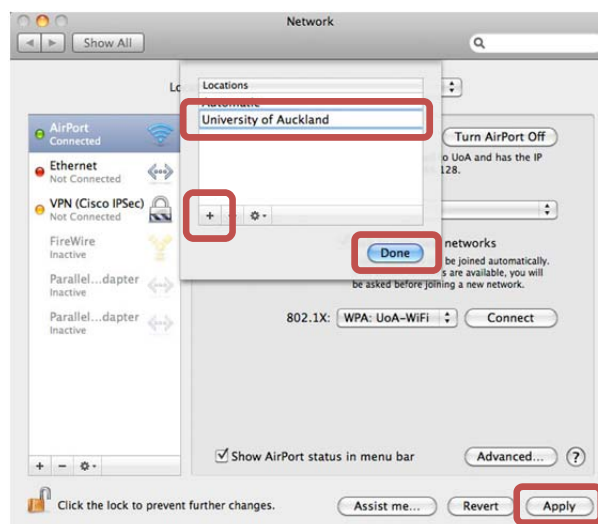 Network
Show All
Lo
Locations
Automatic
University of Auckland
AirPort
Connected
Turn AirPort Off
Ethernet
Not Connected
o UoA and has the IP
128.
VPN (Cisco IPSec)
Not Connected
+ -
Done
networks
be joined automatically.
s are available, you will
be asked before joining a new network.
FireWire
Inactive
Parallel...dapter
Inactive
Parallel...dapter
Inactive
802.1X: WPA: UoA-WiFi Connect
Show AirPort status in menu bar
Advanced... ?
+ −
Click the lock to prevent further changes.
Assist me... Revert Apply